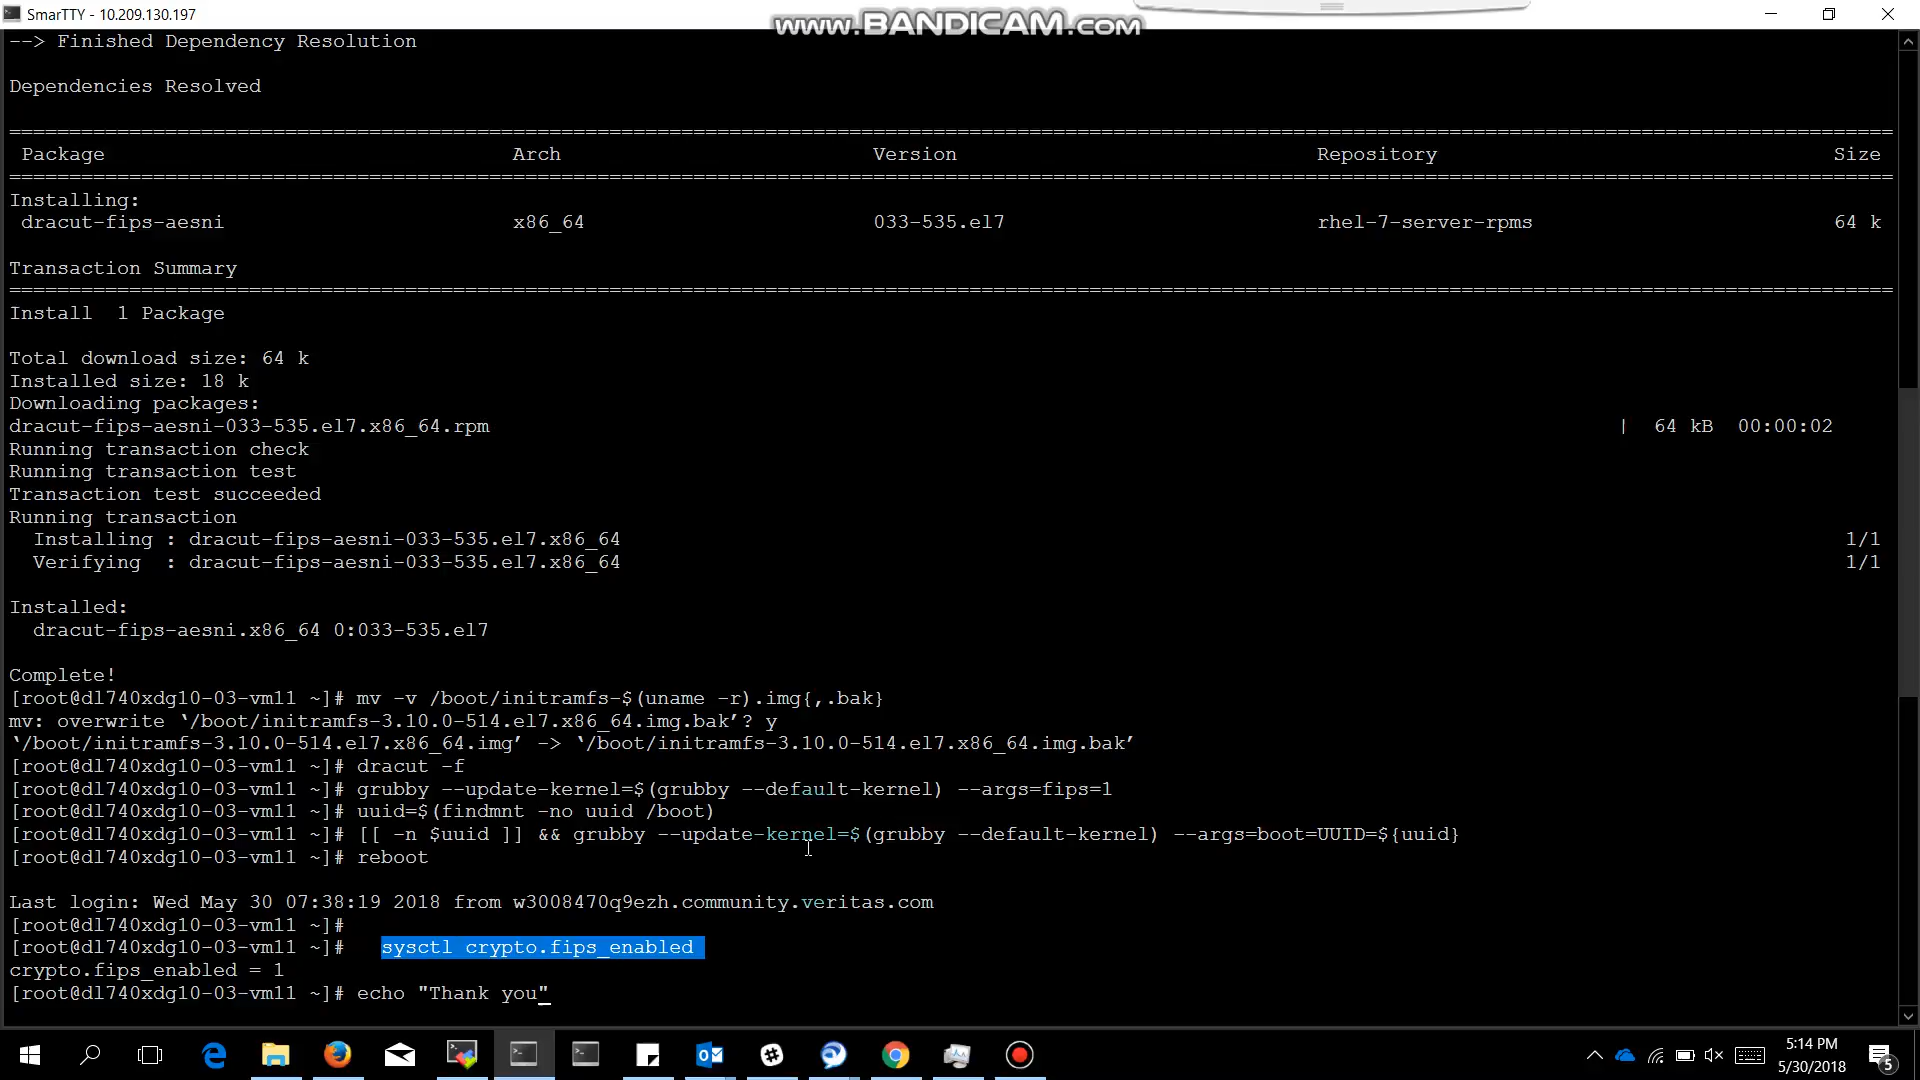 SmarTTY - 10.209.130.197
www.BANDICAM.com
--> Finished Dependency Resolution
Dependencies Resolved
================================================================================
Package Arch Version Repository Size
================================================================================
Installing:
dracut-fips-aesni x86_64 033-535.el7 rhel-7-server-rpms 64 k
Transaction Summary
================================================================================
Install 1 Package
Total download size: 64 k
Installed size: 18 k
Downloading packages:
dracut-fips-aesni-033-535.el7.x86_64.rpm | 64 kB 00:00:02
Running transaction check
Running transaction test
Transaction test succeeded
Running transaction
Installing : dracut-fips-aesni-033-535.el7.x86_64 1/1
Verifying : dracut-fips-aesni-033-535.el7.x86_64 1/1
Installed:
dracut-fips-aesni.x86_64 0:033-535.el7
Complete!
[root@dl740xdg10-03-vm11 ~]# mv -v /boot/initramfs-$(uname -r).img{,.bak}
mv: overwrite ‘/boot/initramfs-3.10.0-514.el7.x86_64.img.bak’? y
‘/boot/initramfs-3.10.0-514.el7.x86_64.img’ -> ‘/boot/initramfs-3.10.0-514.el7.x86_64.img.bak’
[root@dl740xdg10-03-vm11 ~]# dracut -f
[root@dl740xdg10-03-vm11 ~]# grubby --update-kernel=$(grubby --default-kernel) --args=fips=1
[root@dl740xdg10-03-vm11 ~]# uuid=$(findmnt -no uuid /boot)
[root@dl740xdg10-03-vm11 ~]# [[ -n $uuid ]] && grubby --update-kernel=$(grubby --default-kernel) --args=boot=UUID=${uuid}
[root@dl740xdg10-03-vm11 ~]# reboot
Last login: Wed May 30 07:38:19 2018 from w3008470q9ezh.community.veritas.com
[root@dl740xdg10-03-vm11 ~]#
[root@dl740xdg10-03-vm11 ~]# sysctl crypto.fips_enabled
crypto.fips_enabled = 1
[root@dl740xdg10-03-vm11 ~]# echo "Thank you"
5:14 PM
5/30/2018
5